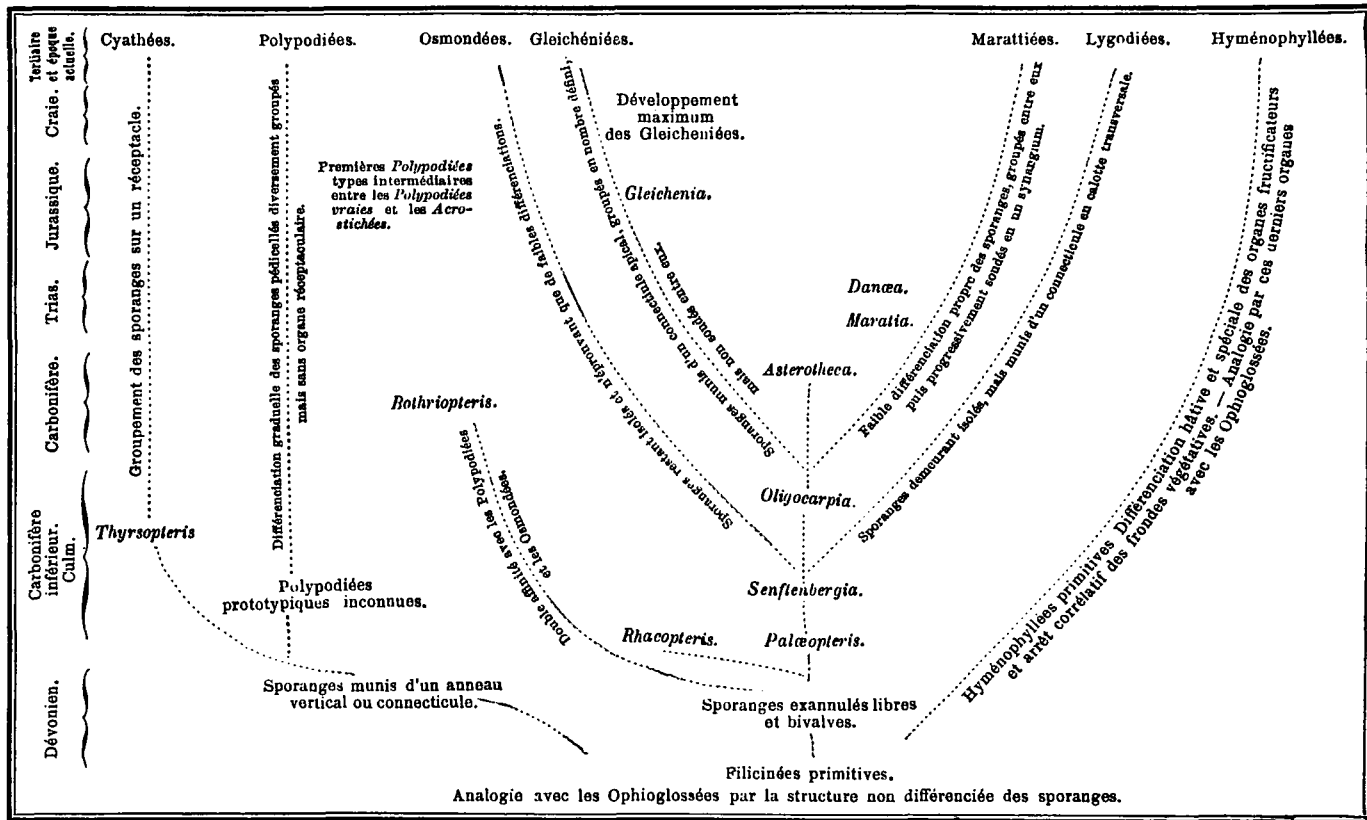 Cyathées.
Polypodiées.
Osmondées.
Gleichéniées.
Marattiées.
Lygodiées.
Hyménophyllées.
Tertiaire
et époque
actuelle.
Craie.
Jurassique.
Trias.
Carbonifère.
Carbonifère
inférieur.
Culm.
Dévonien.
Groupement des sporanges sur un réceptacle.
Différenciation graduelle des sporanges pédicellés diversement groupés
mais sans organe réceptaculaire.
Premières Polypodiées
types intermédiaires
entre les Polypodiées
vraies et les Acro-
stichées.
Sporanges restant isolés et n'éprouvant que de faibles différenciations.
Sporanges munis d'un connecticule apical, groupés en nombre défini,
mais non soudés entre eux.
Développement
maximum
des Gleicheniées.
Gleichenia.
Danœa.
Maratia.
Asterotheca.
Faible différenciation propre des sporanges, groupés entre eux
puis progressivement soudés en un synangium.
Sporanges demeurant isolés, mais munis d'un connecticule en calotte transversale.
Hyménophyllées primitives Différenciation hâtive et spéciale des organes fructificateurs
et arrêt corrélatif des frondes végétatives. — Analogie par ces derniers organes
avec les Ophioglossées.
Bothriopteris.
Double affinité avec les Polypodiées
et les Osmondées.
Oligocarpia.
Thyrsopteris
Polypodiées
prototypiques inconnues.
Senftenbergia.
Rhacopteris.
Palœopteris.
Sporanges munis d'un anneau
vertical ou connecticule.
Sporanges exannulés libres
et bivalves.
Filicinées primitives.
Analogie avec les Ophioglossées par la structure non différenciée des sporanges.